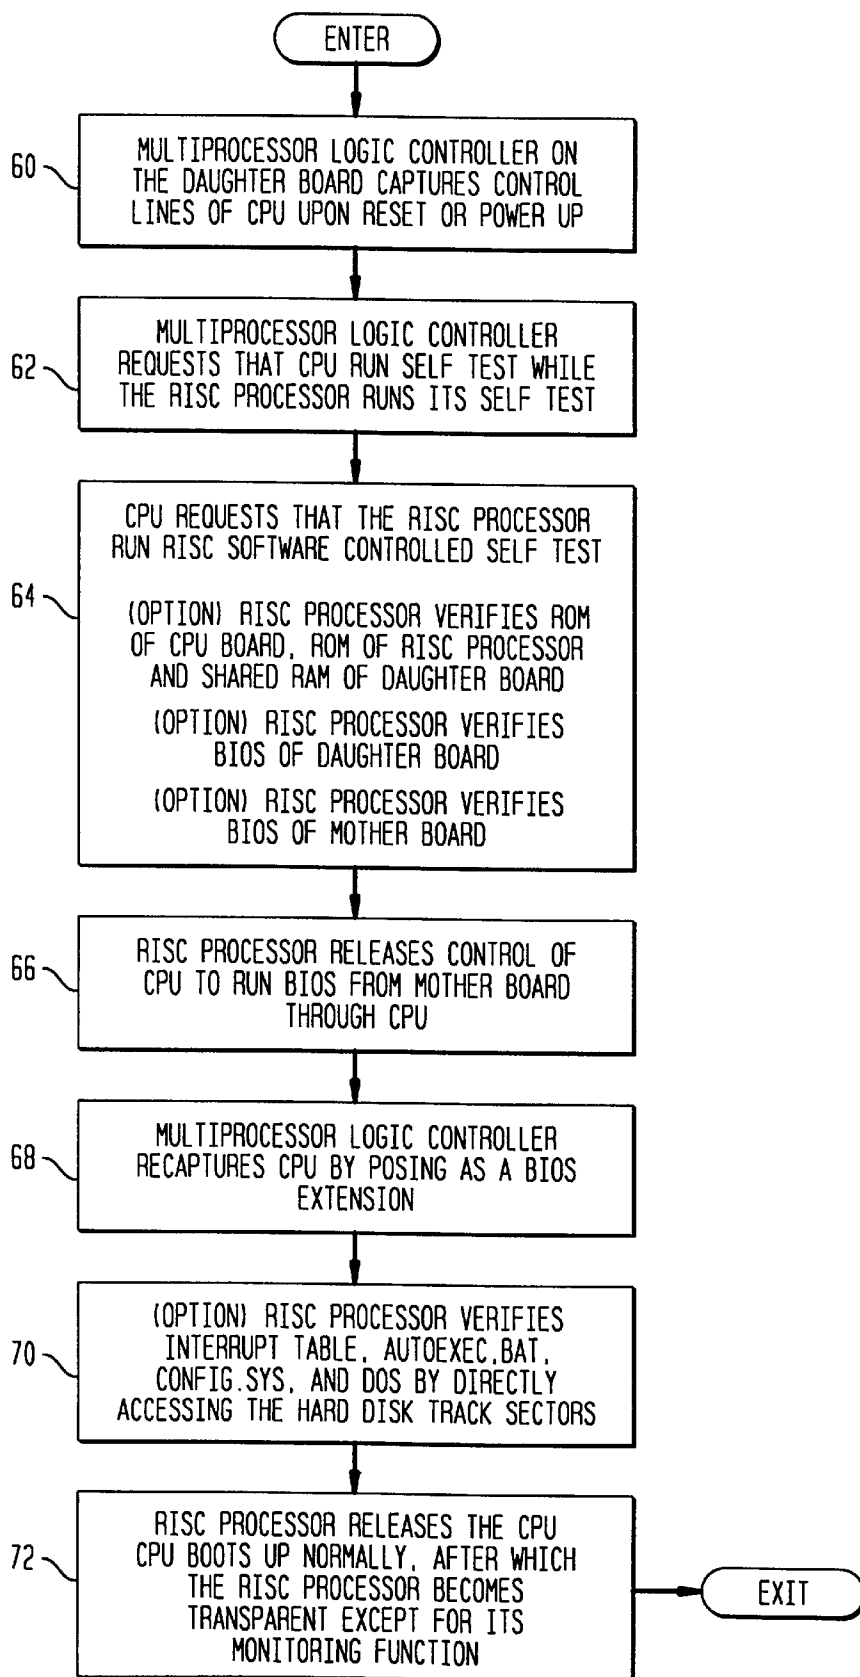 ENTER
60
MULTIPROCESSOR LOGIC CONTROLLER ON
THE DAUGHTER BOARD CAPTURES CONTROL
LINES OF CPU UPON RESET OR POWER UP
62
MULTIPROCESSOR LOGIC CONTROLLER
REQUESTS THAT CPU RUN SELF TEST WHILE
THE RISC PROCESSOR RUNS ITS SELF TEST
64
CPU REQUESTS THAT THE RISC PROCESSOR
RUN RISC SOFTWARE CONTROLLED SELF TEST
(OPTION) RISC PROCESSOR VERIFIES ROM
OF CPU BOARD, ROM OF RISC PROCESSOR
AND SHARED RAM OF DAUGHTER BOARD
(OPTION) RISC PROCESSOR VERIFIES
BIOS OF DAUGHTER BOARD
(OPTION) RISC PROCESSOR VERIFIES
BIOS OF MOTHER BOARD
66
RISC PROCESSOR RELEASES CONTROL OF
CPU TO RUN BIOS FROM MOTHER BOARD
THROUGH CPU
68
MULTIPROCESSOR LOGIC CONTROLLER
RECAPTURES CPU BY POSING AS A BIOS
EXTENSION
70
(OPTION) RISC PROCESSOR VERIFIES
INTERRUPT TABLE, AUTOEXEC.BAT,
CONFIG.SYS, AND DOS BY DIRECTLY
ACCESSING THE HARD DISK TRACK SECTORS
72
RISC PROCESSOR RELEASES THE CPU
CPU BOOTS UP NORMALLY, AFTER WHICH
THE RISC PROCESSOR BECOMES
TRANSPARENT EXCEPT FOR ITS
MONITORING FUNCTION
EXIT